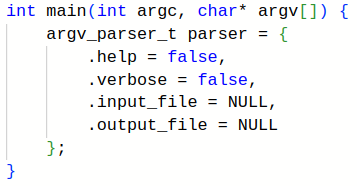 int main(int argc, char* argv[]) {
    argv_parser_t parser = {
        .help = false,
        .verbose = false,
        .input_file = NULL,
        .output_file = NULL
    };
}